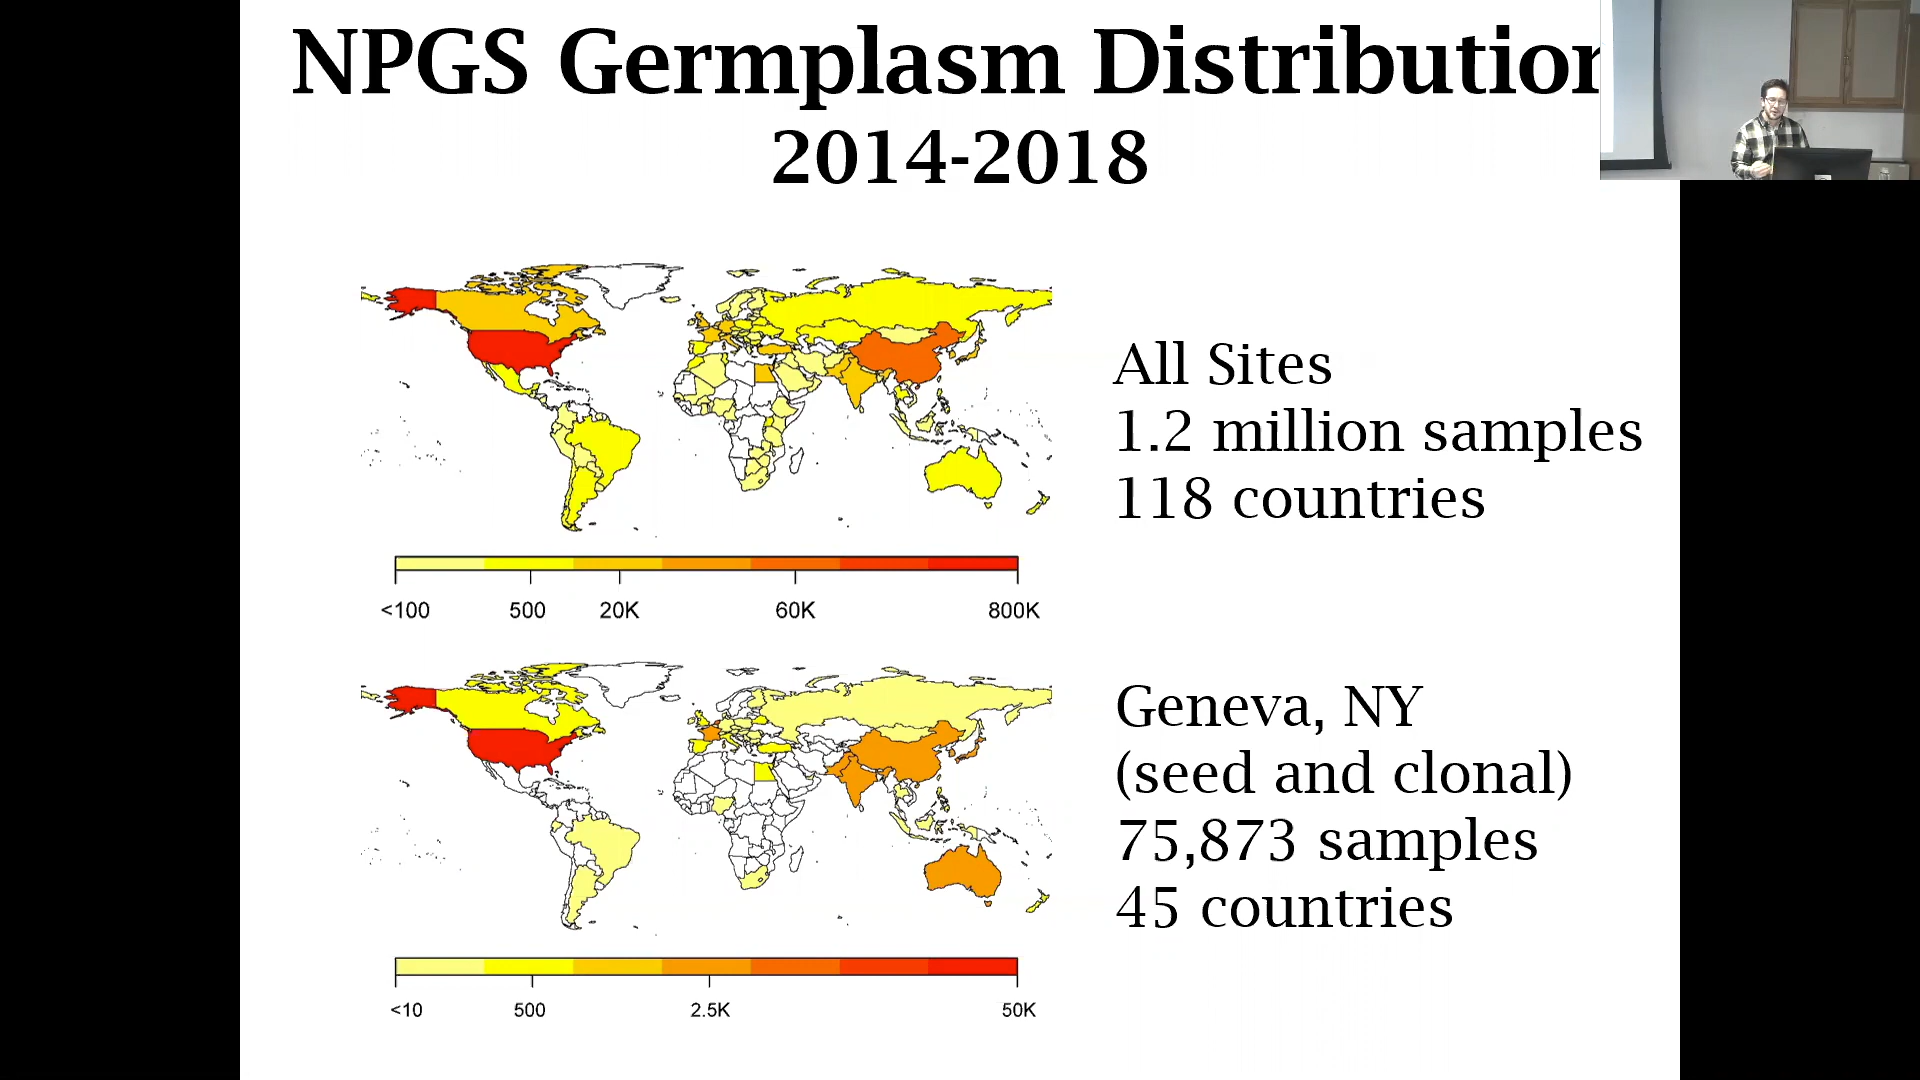 NPGS Germplasm Distribution
2014-2018
All Sites
1.2 million samples
118 countries
<100 500 20K 60K 800K
Geneva, NY
(seed and clonal)
75,873 samples
45 countries
<10 500 2.5K 50K